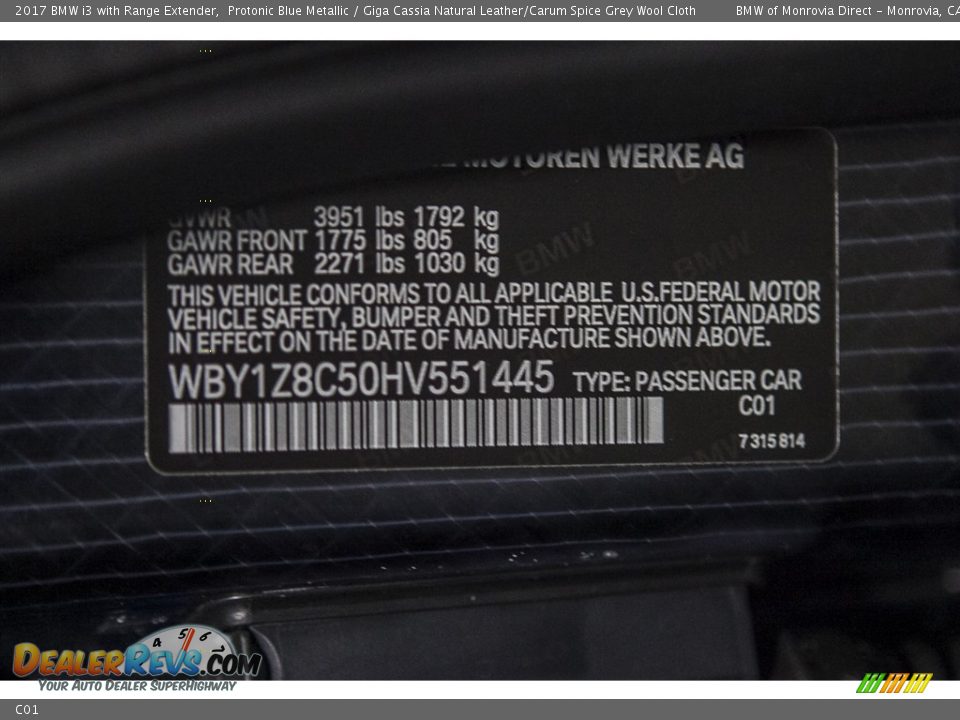 2017 BMW i3 with Range Extender, Protonic Blue Metallic / Giga Cassia Natural Leather/Carum Spice Grey Wool Cloth BMW of Monrovia Direct - Monrovia, CA
MOTOREN WERKE AG
GVWR 3951 lbs 1792 kg
GAWR FRONT 1775 lbs 805 kg
GAWR REAR 2271 lbs 1030 kg
THIS VEHICLE CONFORMS TO ALL APPLICABLE U.S.FEDERAL MOTOR
VEHICLE SAFETY, BUMPER AND THEFT PREVENTION STANDARDS
IN EFFECT ON THE DATE OF MANUFACTURE SHOWN ABOVE.
WBY1Z8C50HV551445 TYPE: PASSENGER CAR
C01
7 315 814
4 5 6
DEALERREVS.COM
YOUR AUTO DEALER SUPERHIGHWAY
C01